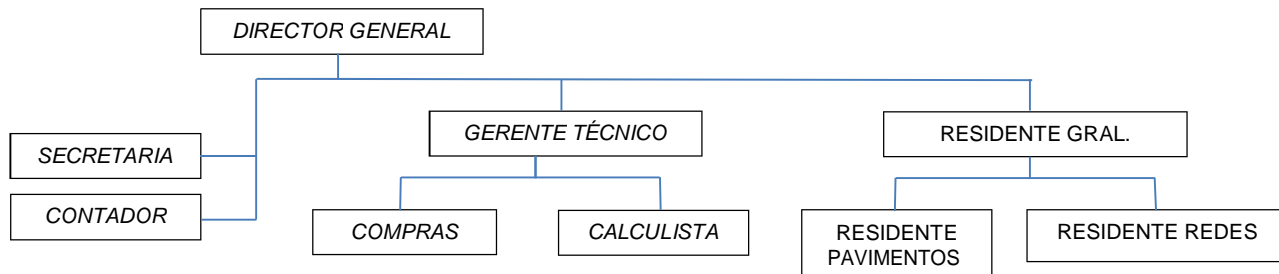 DIRECTOR GENERAL
GERENTE TÉCNICO
RESIDENTE GRAL.
SECRETARIA
CONTADOR
COMPRAS
CALCULISTA
RESIDENTE
PAVIMENTOS
RESIDENTE REDES